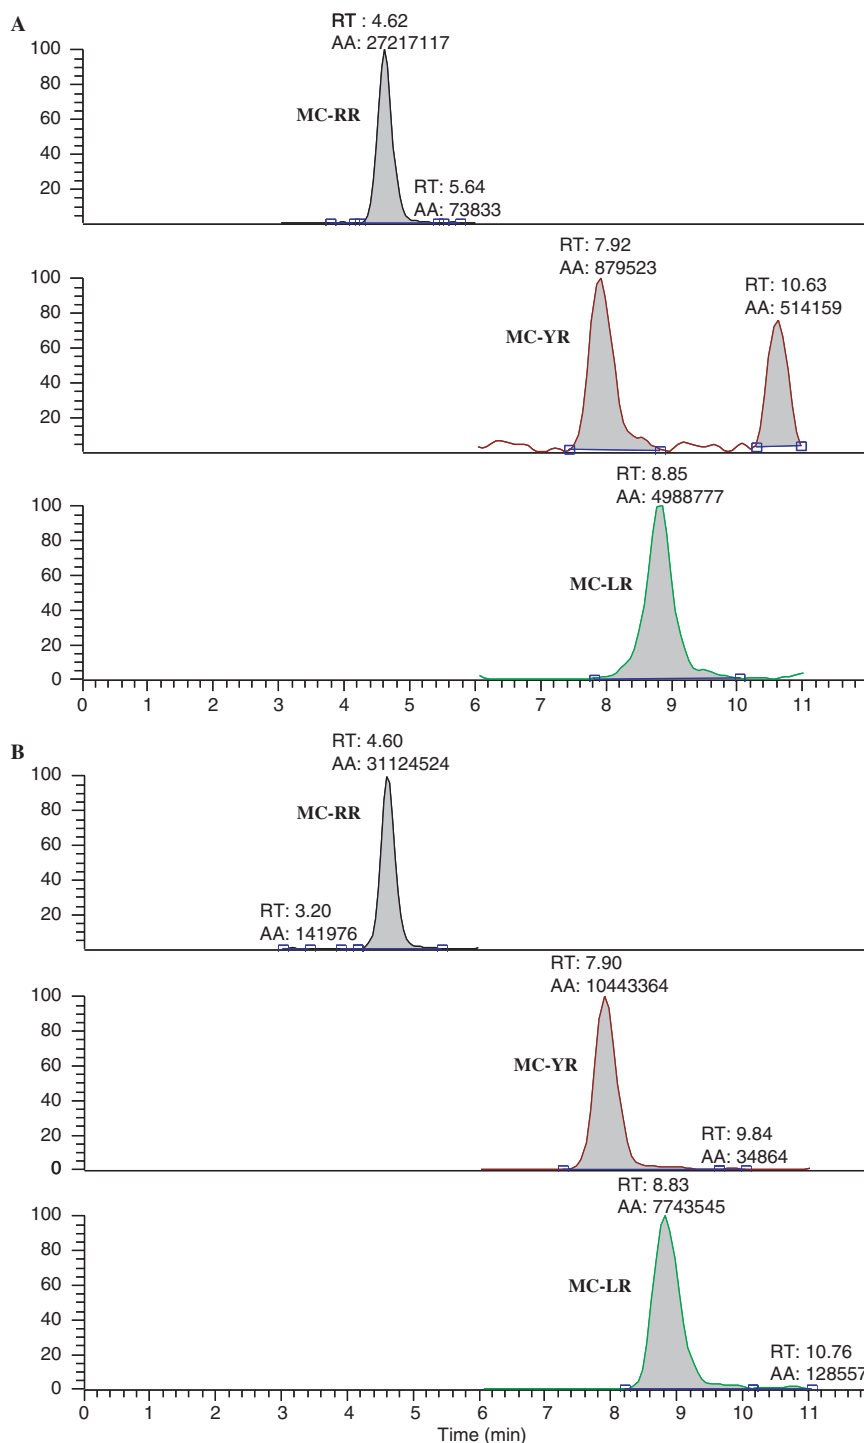 A
RT : 4.62
AA: 27217117
100
80
60
40
20
MC-RR
RT: 5.64
AA: 73833
RT: 7.92
AA: 879523
RT: 10.63
AA: 514159
100
80
60
40
20
MC-YR
RT: 8.85
AA: 4988777
100
80
60
40
20
0
MC-LR
0 1 2 3 4 5 6 7 8 9 10 11
B
RT: 4.60
AA: 31124524
100
80
60
40
20
MC-RR
RT: 3.20
AA: 141976
RT: 7.90
AA: 10443364
100
80
60
40
20
0
MC-YR
RT: 9.84
AA: 34864
RT: 8.83
AA: 7743545
100
80
60
40
20
0
MC-LR
RT: 10.76
AA: 128557
0 1 2 3 4 5 6 7 8 9 10 11
Time (min)